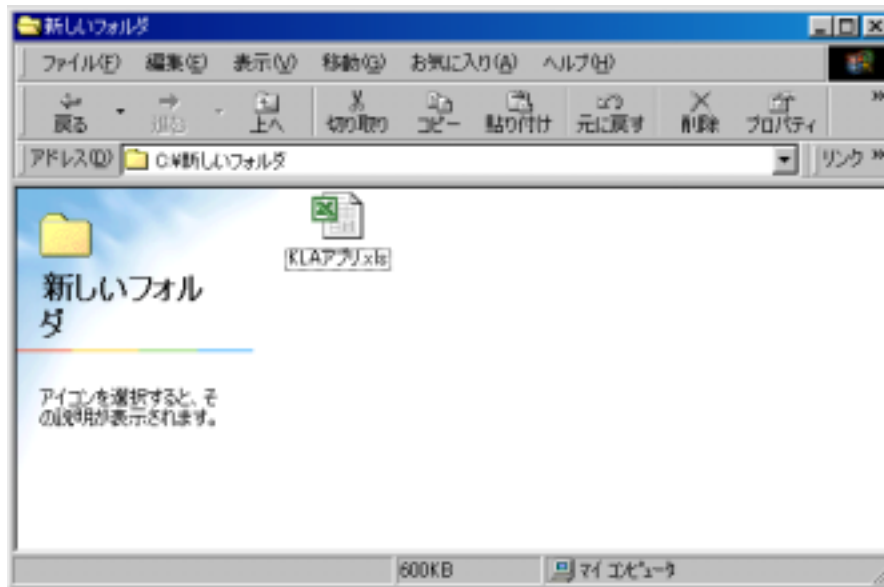 新しいフォルダ
ファイル(F) 編集(E) 表示(V) 移動(G) お気に入り(A) ヘルプ(H)
戻る 進む 上へ 切り取り コピー 貼り付け 元に戻す 削除 プロパティ »
アドレス(D) C:¥新しいフォルダ リンク »
KLAアプリ.xls
新しいフォル
ダ
アイコンを選択すると、そ
の説明が表示されます。
600KB マイ コンピュータ